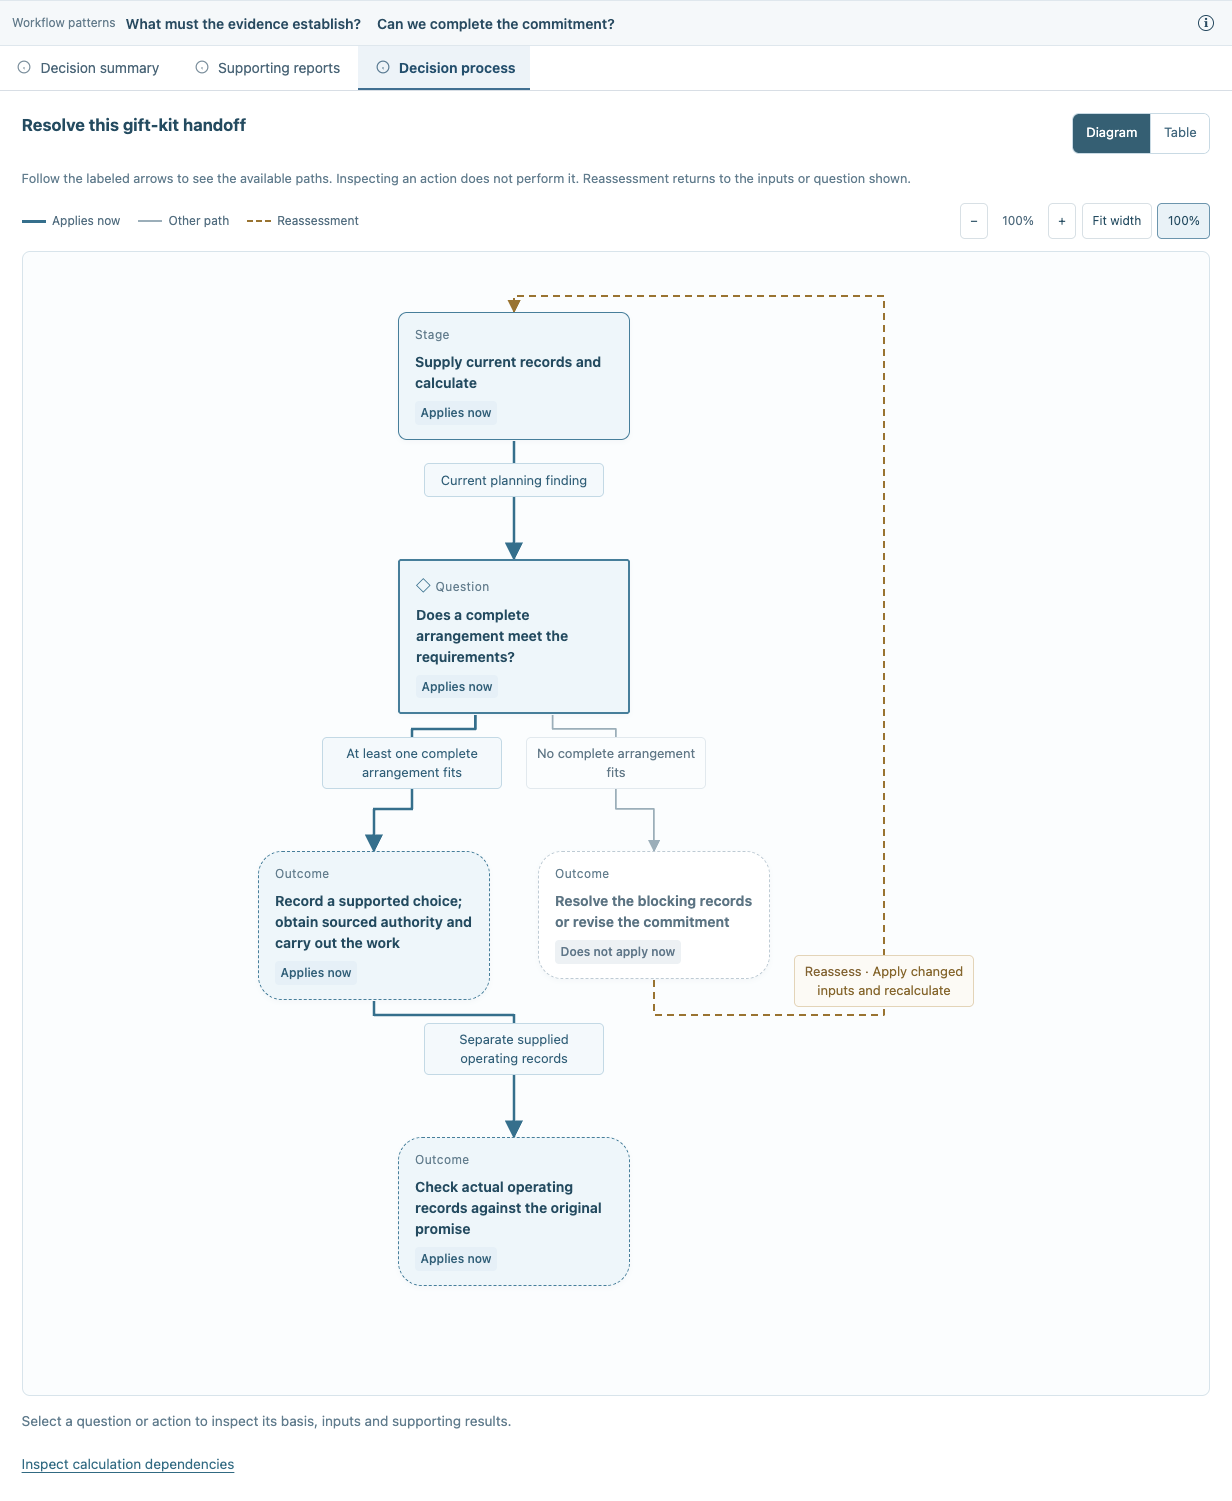 Workflow patterns What must the evidence establish? Can we complete the commitment?
Decision summary Supporting reports Decision process
Resolve this gift-kit handoff
Diagram Table
Follow the labeled arrows to see the available paths. Inspecting an action does not perform it. Reassessment returns to the inputs or question shown.
Applies now Other path Reassessment
− 100% + Fit width 100%
Stage
Supply current records and
calculate
Applies now
Current planning finding
Question
Does a complete
arrangement meet the
requirements?
Applies now
At least one complete
arrangement fits
No complete arrangement
fits
Outcome
Record a supported choice;
obtain sourced authority and
carry out the work
Applies now
Outcome
Resolve the blocking records
or revise the commitment
Does not apply now
Reassess · Apply changed
inputs and recalculate
Separate supplied
operating records
Outcome
Check actual operating
records against the original
promise
Applies now
Select a question or action to inspect its basis, inputs and supporting results.
Inspect calculation dependencies